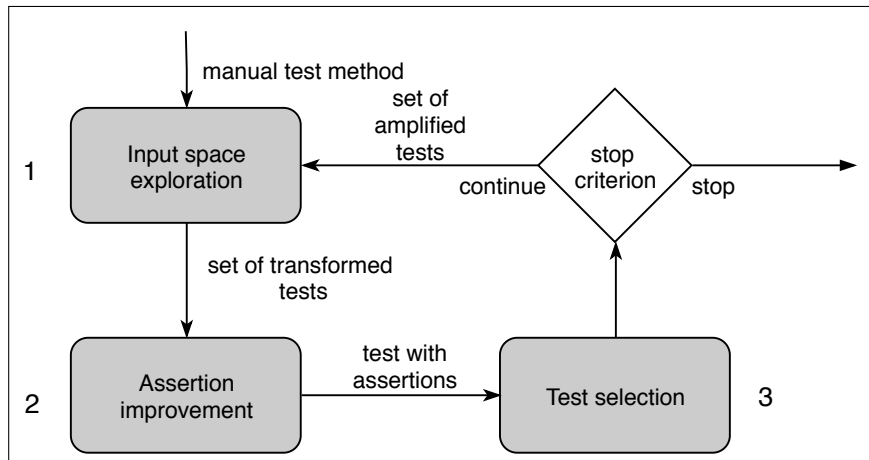 manual test method
set of
amplified
tests
1
Input space
exploration
continue
stop
criterion
stop
set of transformed
tests
2
Assertion
improvement
test with
assertions
Test selection
3